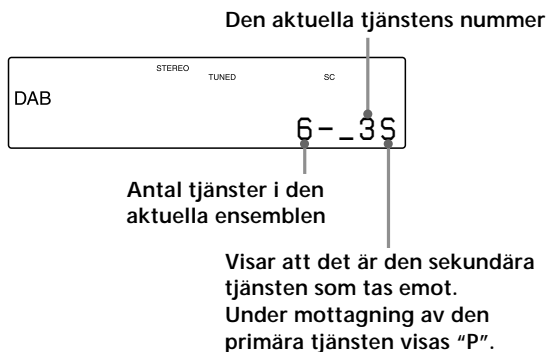 Den aktuella tjänstens nummer
STEREO
TUNED
SC
DAB
6-_3S
Antal tjänster i den
aktuella ensemblen
Visar att det är den sekundära
tjänsten som tas emot.
Under mottagning av den
primära tjänsten visas “P”.